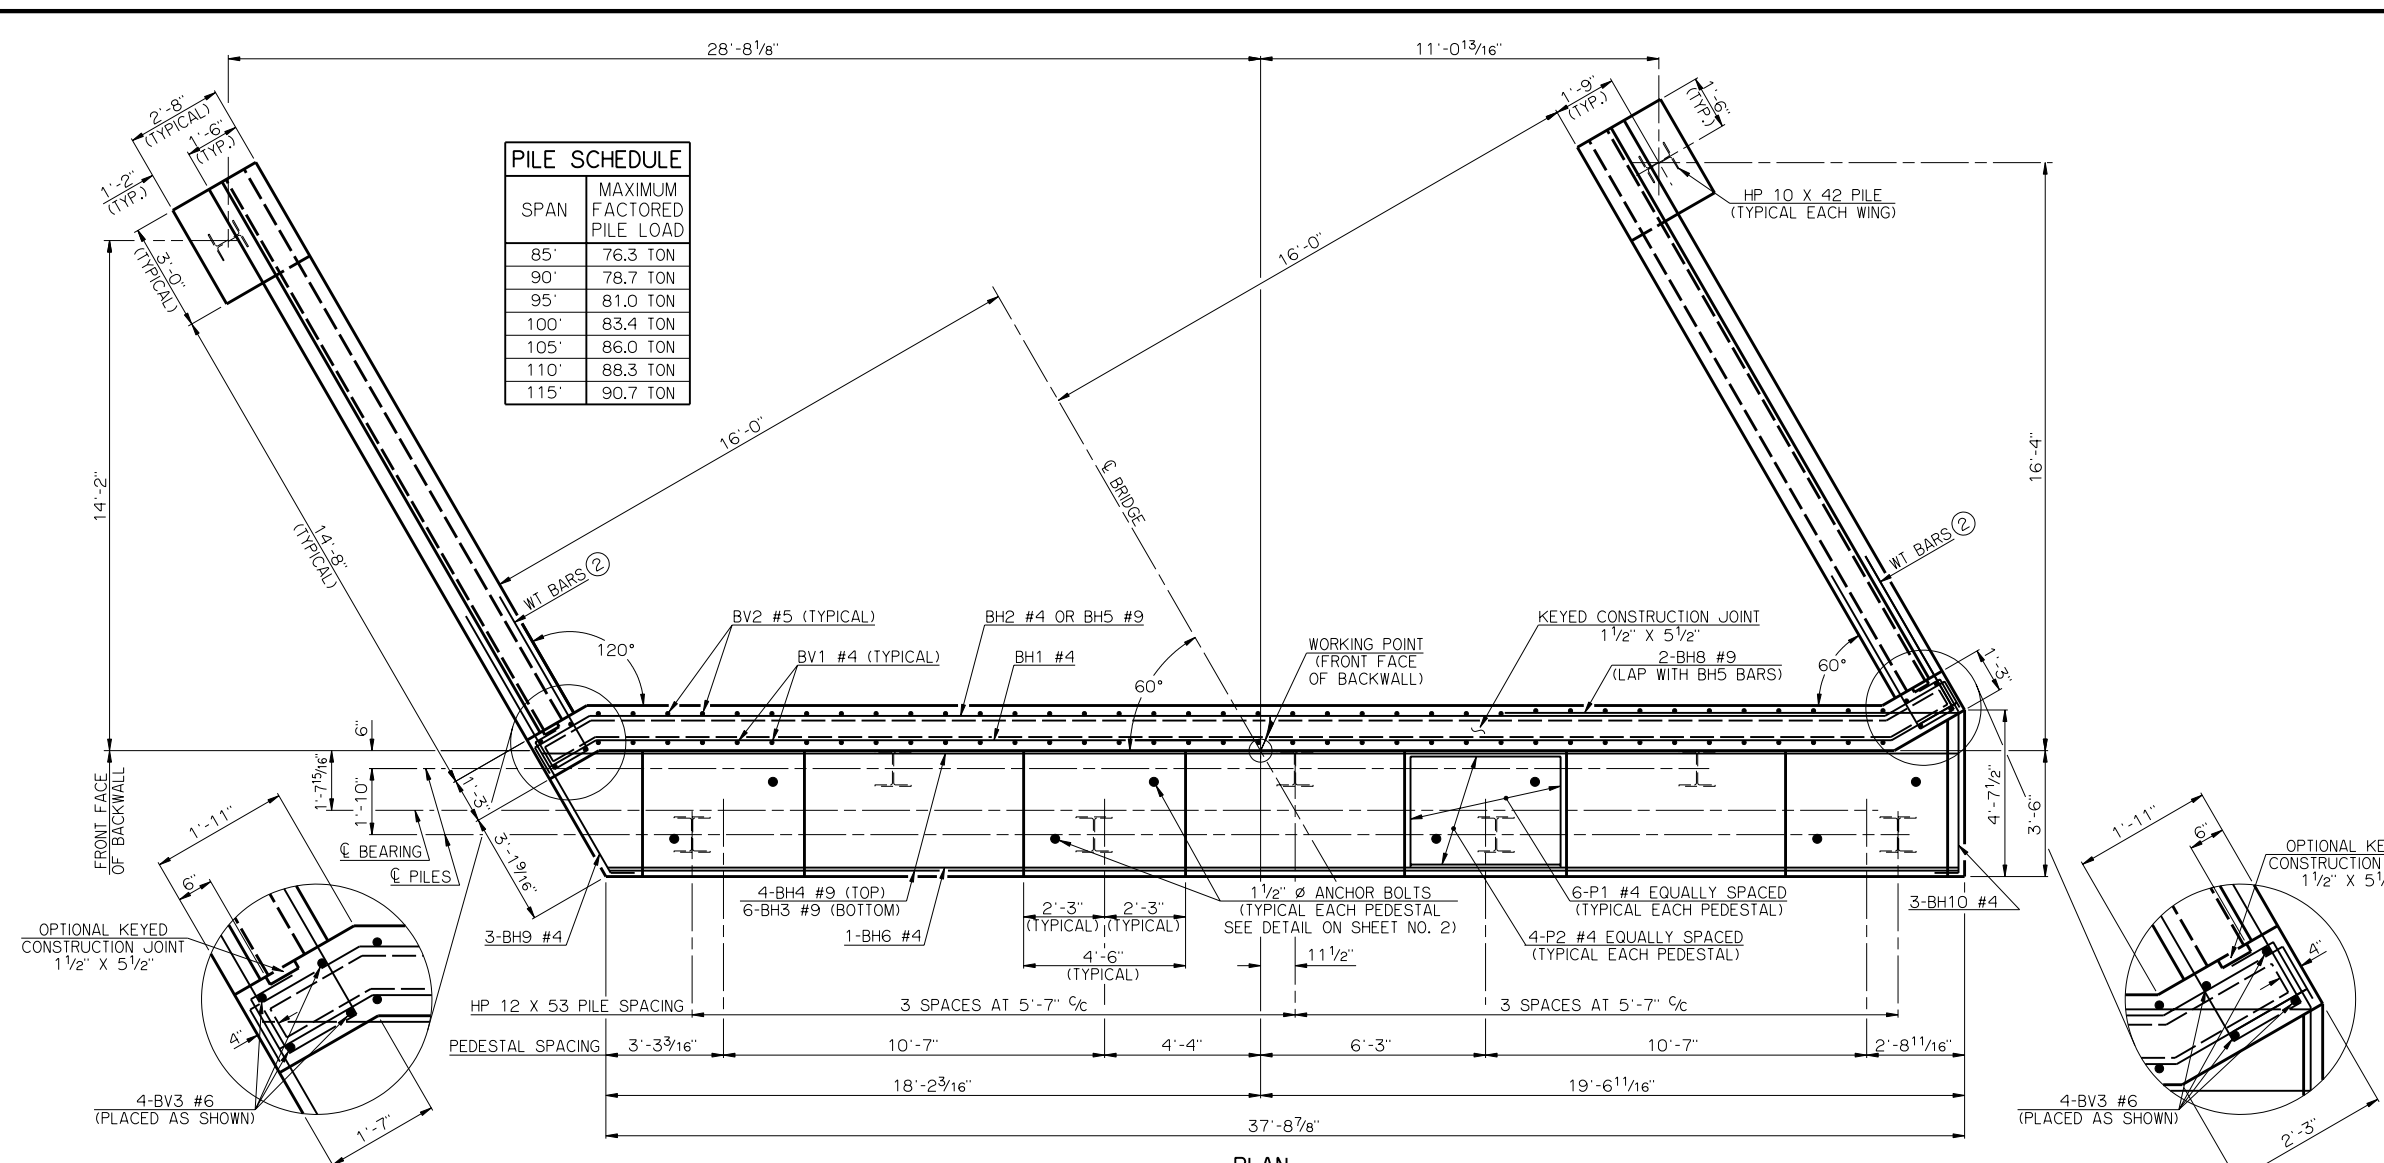 28'-8 1/8"
11'-0 13/16"
2'-8"
(TYPICAL)
1'-6"
(TYP.)
1'-2"
(TYP.)
3'-0"
(TYPICAL)
1'-9"
(TYP.)
1'-6"
(TYP.)
PILE SCHEDULE
SPAN
MAXIMUM
FACTORED
PILE LOAD
85' 76.3 TON
90' 78.7 TON
95' 81.0 TON
100' 83.4 TON
105' 86.0 TON
110' 88.3 TON
115' 90.7 TON
HP 10 X 42 PILE
(TYPICAL EACH WING)
16'-0"
16'-0"
℄ BRIDGE
14'-2"
16'-4"
14'-8"
(TYPICAL)
WT BARS 2
WT BARS 2
120°
BV2 #5 (TYPICAL)
BH2 #4 OR BH5 #9
BV1 #4 (TYPICAL)
BH1 #4
60°
WORKING POINT
(FRONT FACE
OF BACKWALL)
KEYED CONSTRUCTION JOINT
1 1/2" X 5 1/2"
2-BH8 #9
(LAP WITH BH5 BARS)
60°
1'-3"
6"
1'-7 15/16"
1'-10"
FRONT FACE
OF BACKWALL
℄ BEARING
℄ PILES
1'-3"
3'-1 9/16"
4'-7 1/2"
3'-6"
1'-11"
6"
OPTIONAL KEYED
CONSTRUCTION JOINT
1 1/2" X 5 1/2"
4"
4-BV3 #6
(PLACED AS SHOWN)
1'-7"
3-BH9 #4
4-BH4 #9 (TOP)
6-BH3 #9 (BOTTOM)
1-BH6 #4
2'-3"
(TYPICAL)
2'-3"
(TYPICAL)
4'-6"
(TYPICAL)
1 1/2" Ø ANCHOR BOLTS
(TYPICAL EACH PEDESTAL
SEE DETAIL ON SHEET NO. 2)
11 1/2"
6-P1 #4 EQUALLY SPACED
(TYPICAL EACH PEDESTAL)
4-P2 #4 EQUALLY SPACED
(TYPICAL EACH PEDESTAL)
3-BH10 #4
1'-11"
6"
OPTIONAL KE
CONSTRUCTION
1 1/2" X 5 1/
4"
4-BV3 #6
(PLACED AS SHOWN)
2'-3"
HP 12 X 53 PILE SPACING
3 SPACES AT 5'-7" C/C
3 SPACES AT 5'-7" C/C
PEDESTAL SPACING
3'-3 3/16"
10'-7"
4'-4"
6'-3"
10'-7"
2'-8 11/16"
18'-2 3/16"
19'-6 11/16"
37'-8 7/8"
PLAN